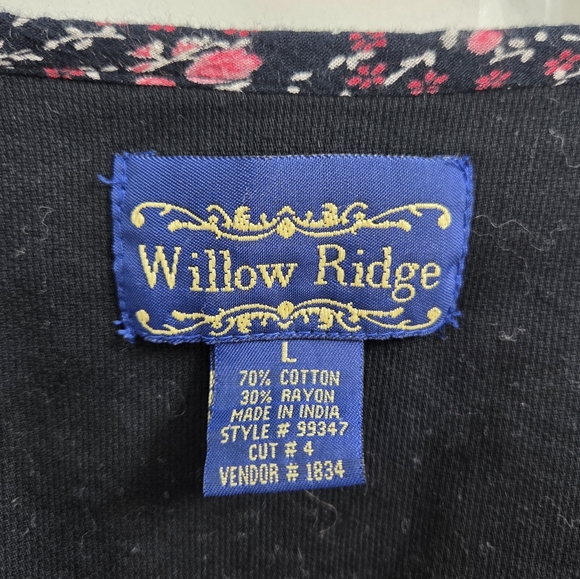 Willow Ridge
L
70% COTTON
30% RAYON
MADE IN INDIA
STYLE # 99347
CUT # 4
VENDOR # 1834